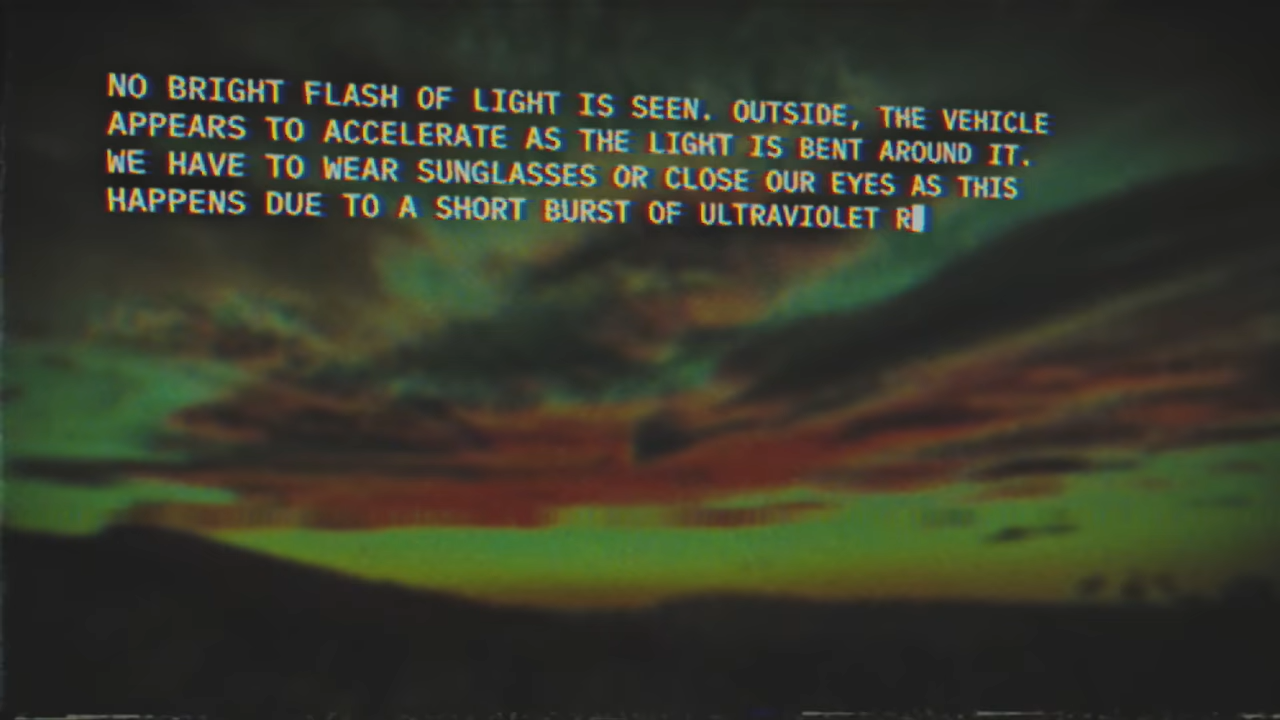 NO BRIGHT FLASH OF LIGHT IS SEEN. OUTSIDE, THE VEHICLE
APPEARS TO ACCELERATE AS THE LIGHT IS BENT AROUND IT.
WE HAVE TO WEAR SUNGLASSES OR CLOSE OUR EYES AS THIS
HAPPENS DUE TO A SHORT BURST OF ULTRAVIOLET R